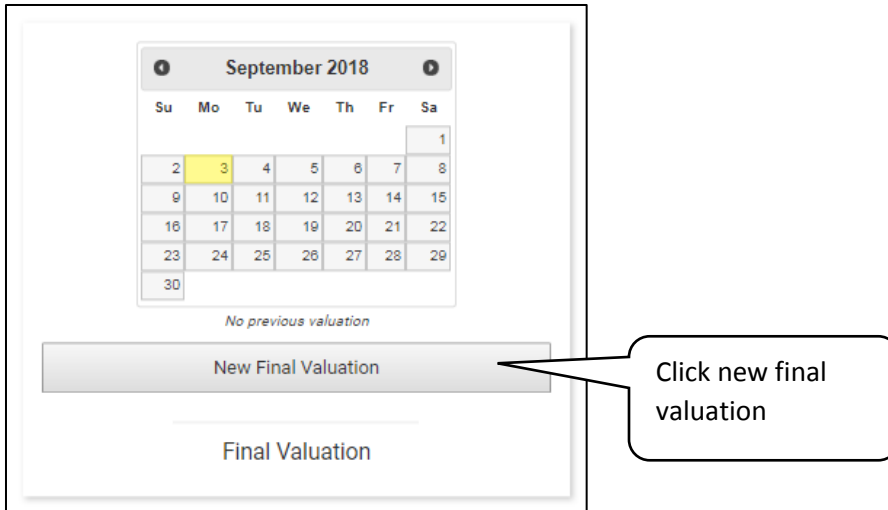 September 2018
Su Mo Tu We Th Fr Sa
1
2 3 4 5 6 7 8
9 10 11 12 13 14 15
16 17 18 19 20 21 22
23 24 25 26 27 28 29
30
No previous valuation
New Final Valuation
Click new final
valuation
Final Valuation